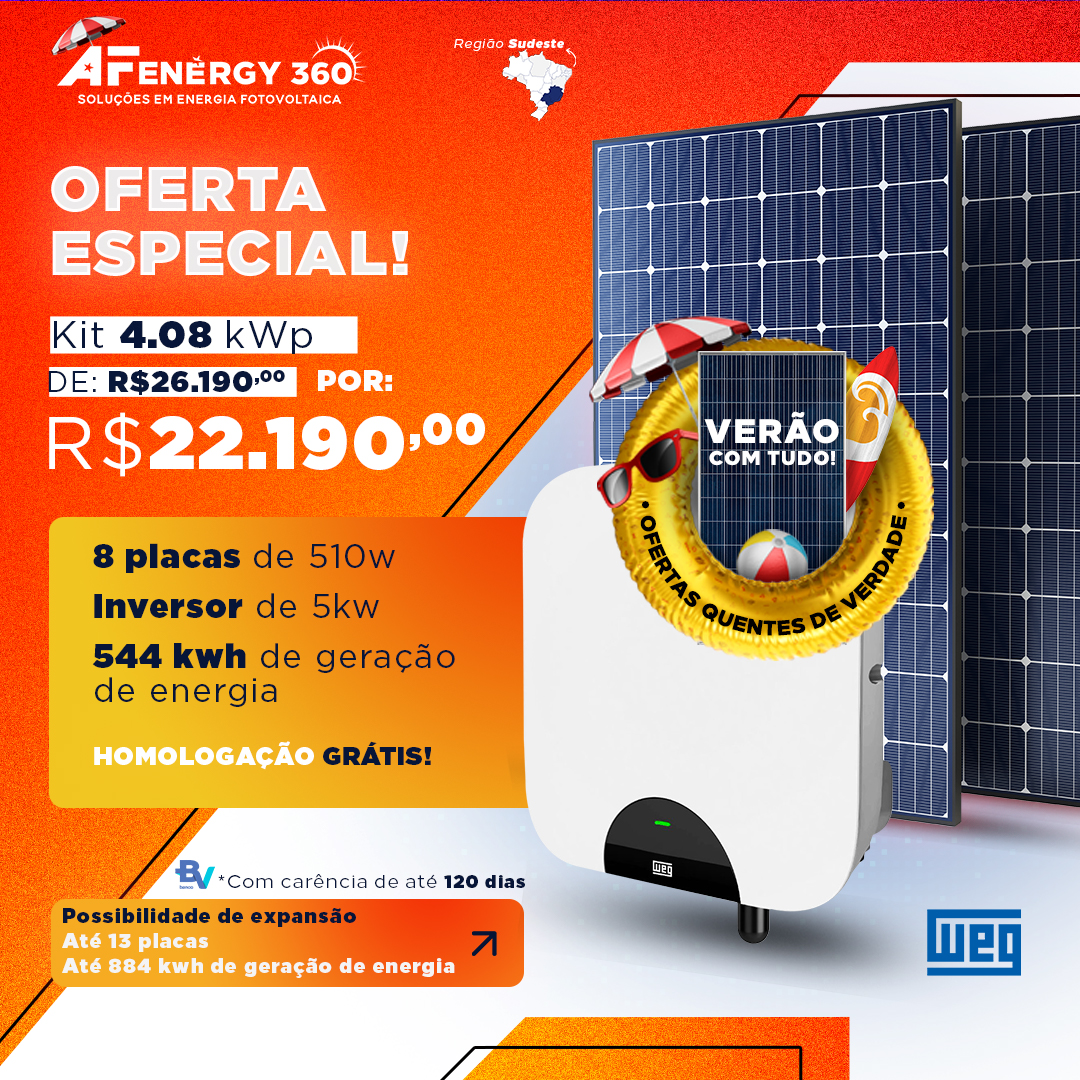 AFENERGY 360
SOLUÇÕES EM ENERGIA FOTOVOLTAICA
Região Sudeste
OFERTA
ESPECIAL!
Kit 4.08 kWp
DE: R$26.190,00 POR:
R$22.190,00
VERÃO
COM TUDO!
• OFERTAS QUENTES DE VERDADE •
8 placas de 510w
Inversor de 5kw
544 kwh de geração
de energia
HOMOLOGAÇÃO GRÁTIS!
weg
BV
banco
*Com carência de até 120 dias
Possibilidade de expansão
Até 13 placas
Até 884 kwh de geração de energia
weg